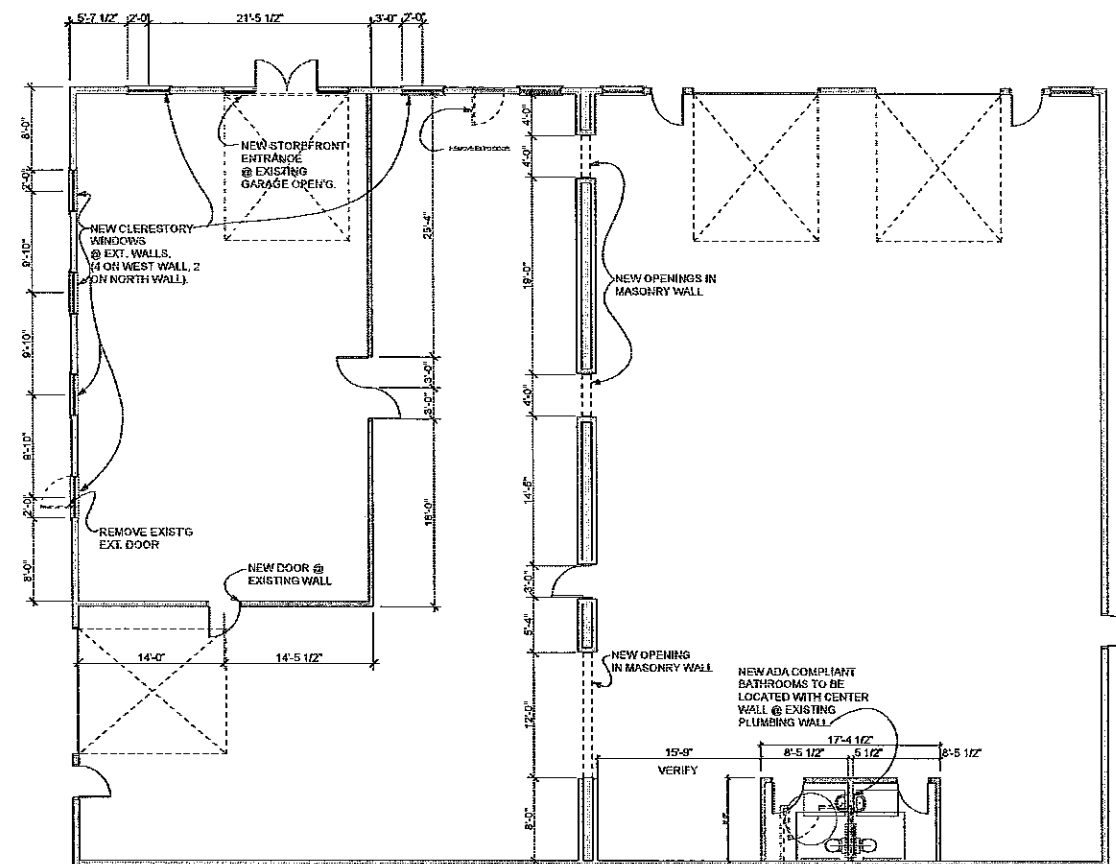 5'-7 1/2"
2'-0"
21'-5 1/2"
3'-0"
2'-0"
8'-0"
2'-0"
9'-10"
9'-10"
9'-10"
2'-0"
8'-0"
NEW STOREFRONT
ENTRANCE
@ EXISTING
GARAGE OPEN'G.
NEW CLERESTORY
WINDOWS
@ EXT. WALLS.
(4 ON WEST WALL, 2
ON NORTH WALL).
REMOVE EXIST'G
EXT. DOOR
NEW DOOR @
EXISTING WALL
14'-0"
14'-5 1/2"
25'-4"
3'-0"
3'-0"
18'-0"
4'-0"
4'-0"
19'-0"
4'-0"
14'-6"
3'-0"
5'-4"
12'-0"
8'-0"
NEW OPENINGS IN
MASONRY WALL
NEW OPENING
IN MASONRY WALL
NEW ADA COMPLIANT
BATHROOMS TO BE
LOCATED WITH CENTER
WALL @ EXISTING
PLUMBING WALL
17'-4 1/2"
15'-9"
8'-5 1/2"
5 1/2"
8'-5 1/2"
VERIFY